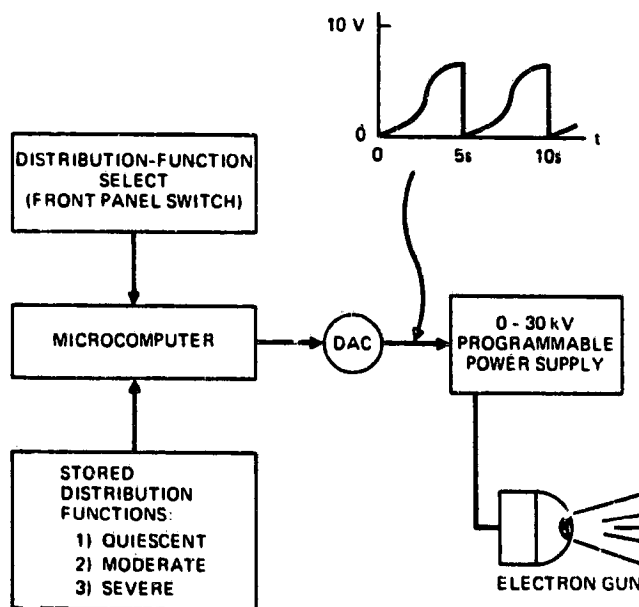 10 V
0
0
5s
10s
t
DISTRIBUTION-FUNCTION
SELECT
(FRONT PANEL SWITCH)
MICROCOMPUTER
DAC
0 - 30 kV
PROGRAMMABLE
POWER SUPPLY
STORED
DISTRIBUTION
FUNCTIONS:
1) QUIESCENT
2) MODERATE
3) SEVERE
ELECTRON GUN